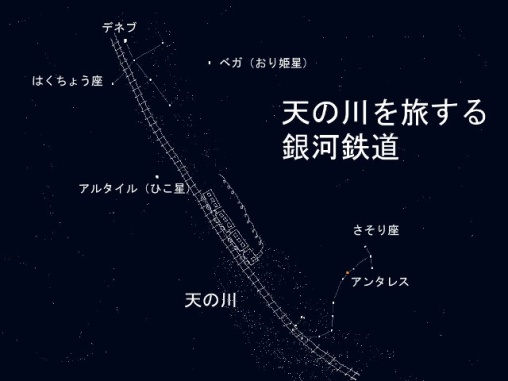 デネブ
ベガ（おり姫星）
はくちょう座
天の川を旅する
銀河鉄道
アルタイル（ひこ星）
さそり座
アンタレス
天の川